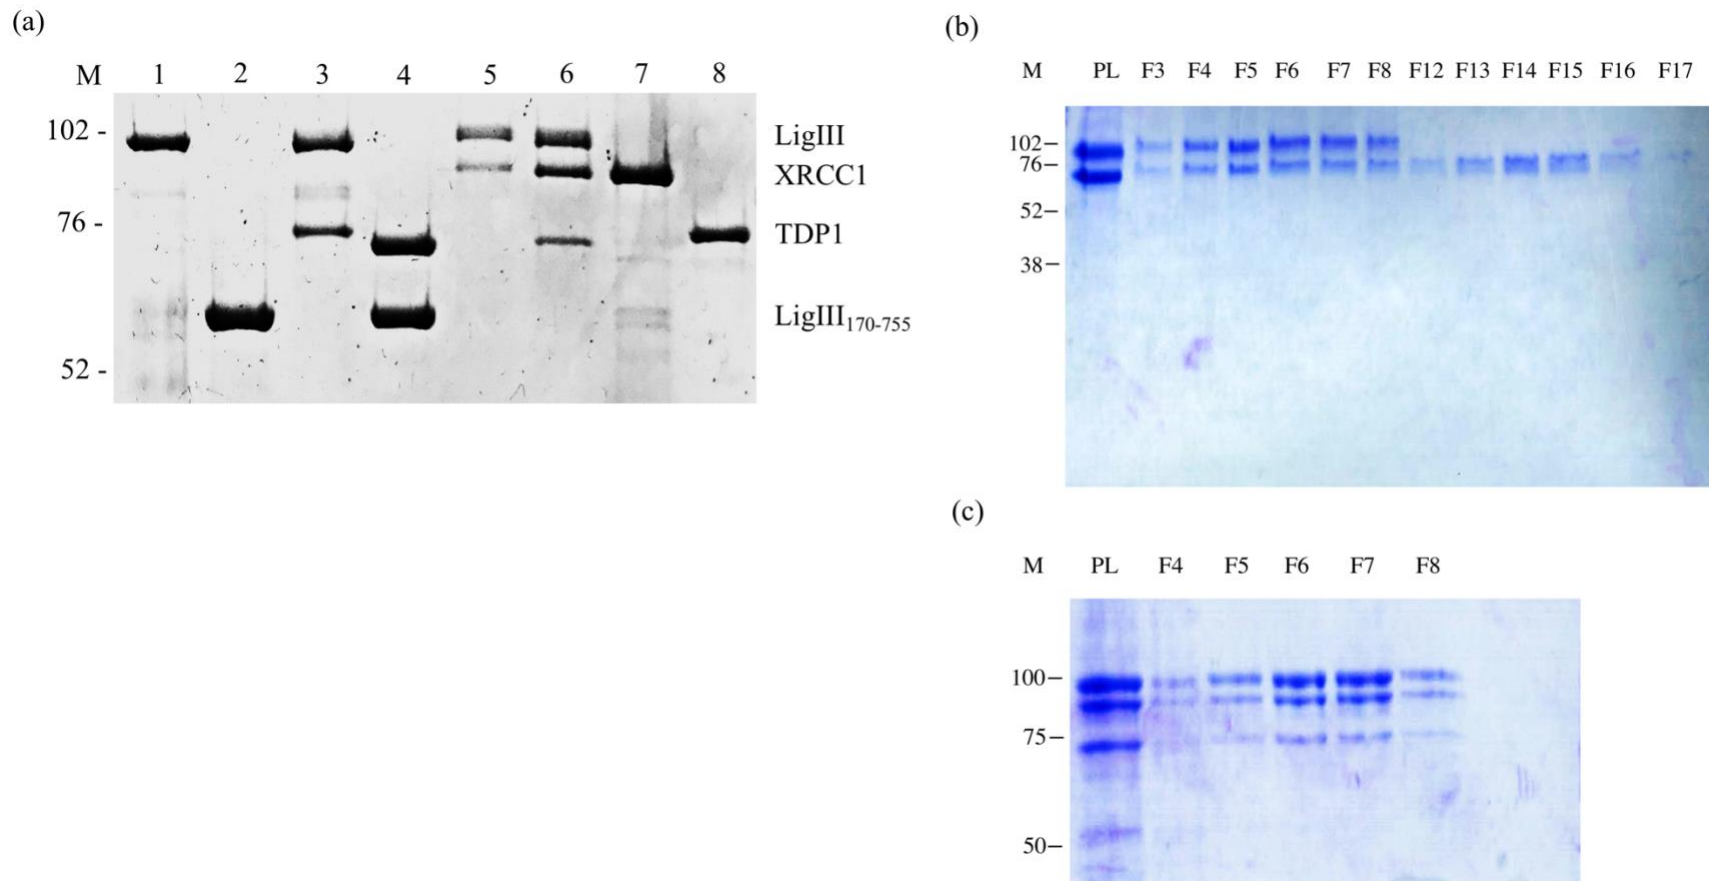 (a)
M 1 2 3 4 5 6 7 8
102 - LigIII
XRCC1
76 - TDP1
LigIII170-755
52 -
(b)
M PL F3 F4 F5 F6 F7 F8 F12 F13 F14 F15 F16 F17
102–
76–
52–
38–
(c)
M PL F4 F5 F6 F7 F8
100–
75–
50–